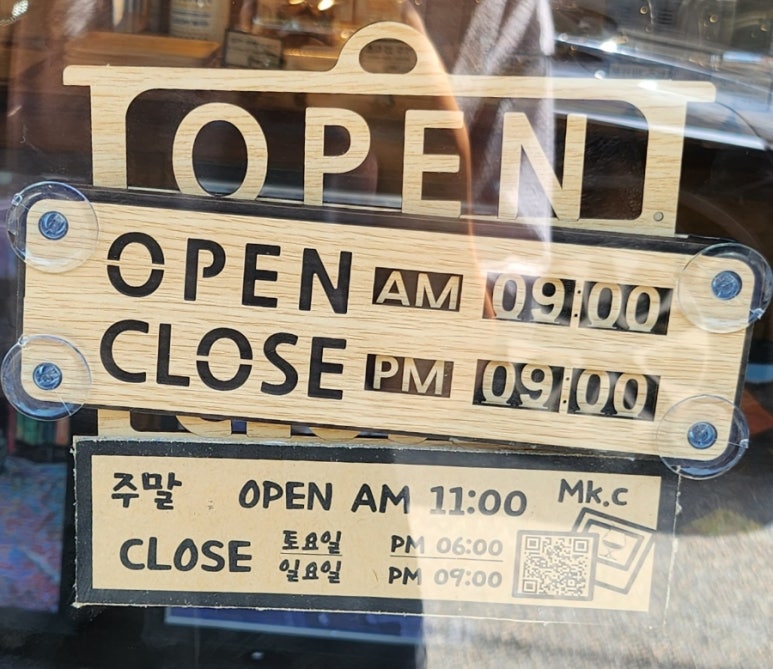 OPEN
OPEN AM 09:00
CLOSE PM 09:00
주말 OPEN AM 11:00 Mk.c
CLOSE 토요일 PM 06:00
일요일 PM 09:00